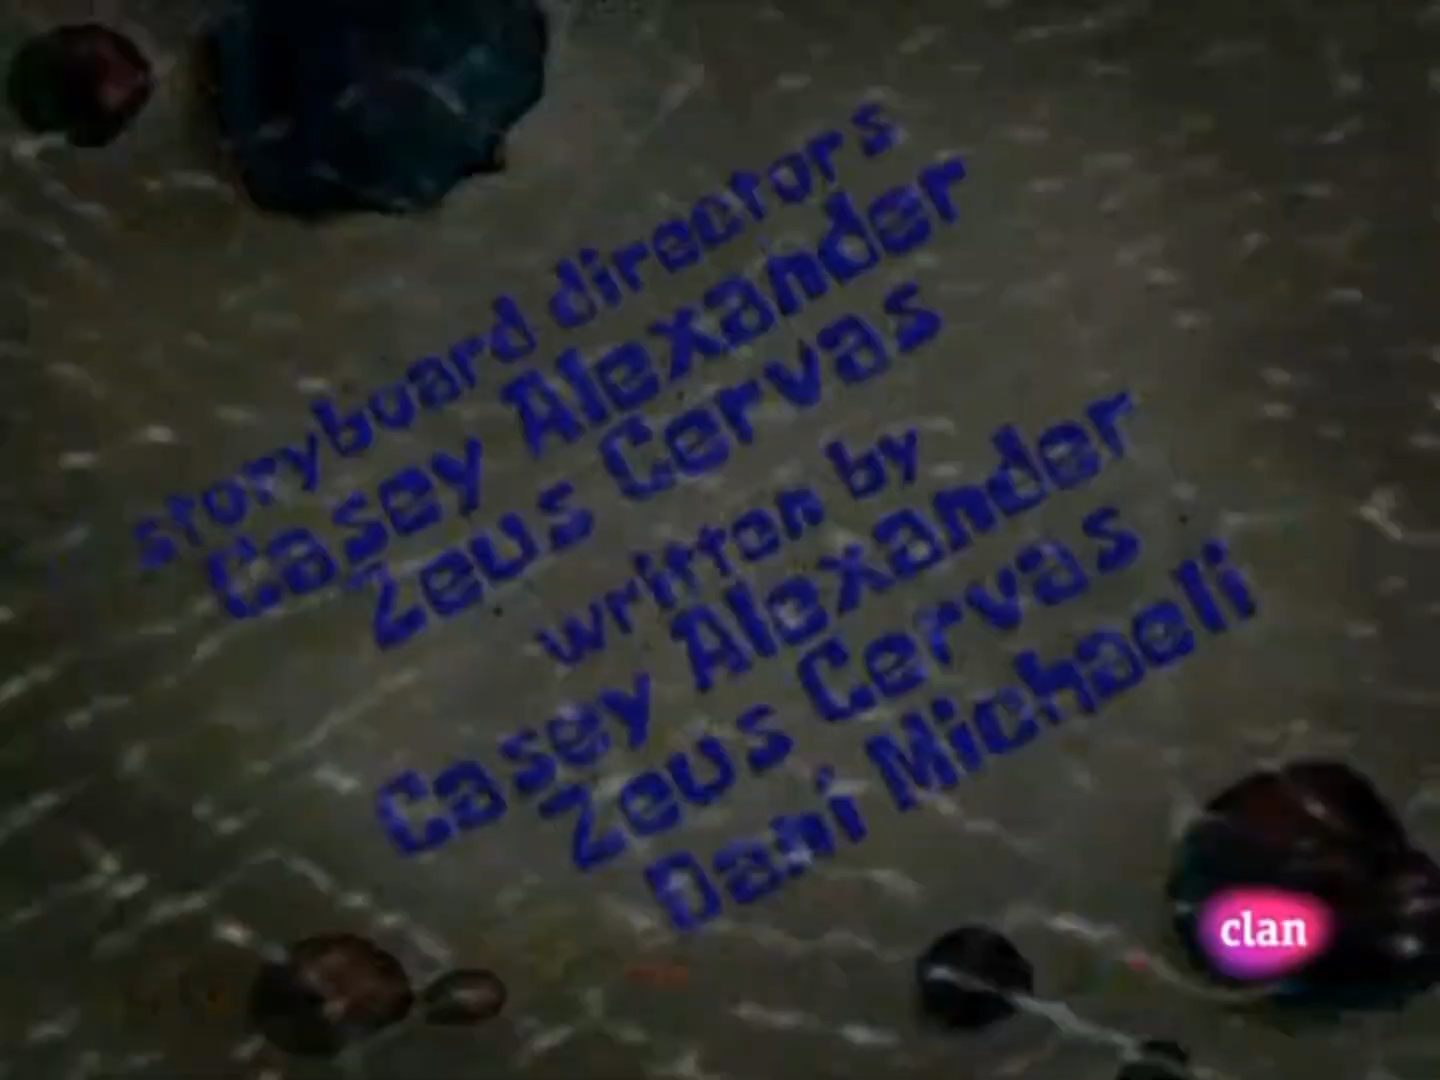 storyboard directors
Casey Alexander
Zeus Cervas
written by
Casey Alexander
Zeus Cervas
Dani Michaeli
clan